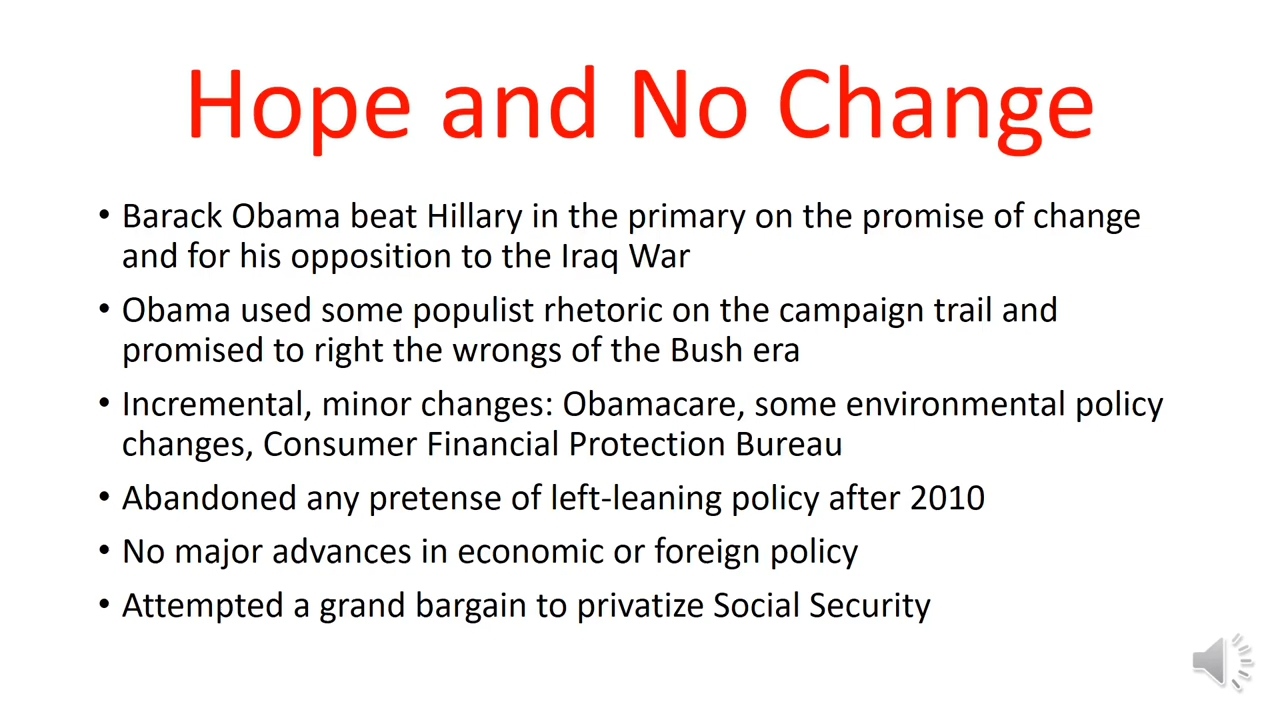 Hope and No Change
• Barack Obama beat Hillary in the primary on the promise of change
and for his opposition to the Iraq War
• Obama used some populist rhetoric on the campaign trail and
promised to right the wrongs of the Bush era
• Incremental, minor changes: Obamacare, some environmental policy
changes, Consumer Financial Protection Bureau
• Abandoned any pretense of left-leaning policy after 2010
• No major advances in economic or foreign policy
• Attempted a grand bargain to privatize Social Security